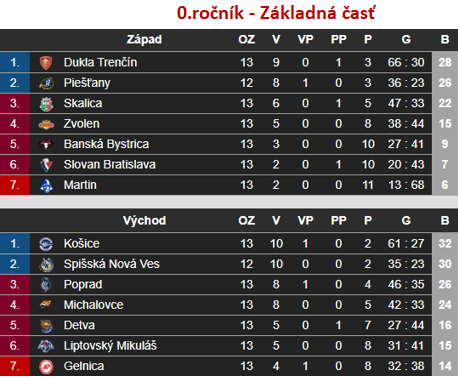 0.ročník - Základná časť
Západ OZ V VP PP P G B
1. Dukla Trenčín 13 9 0 1 3 66 : 30 28
2. Piešťany 12 8 1 0 3 36 : 23 26
3. Skalica 13 6 0 1 5 47 : 33 22
4. Zvolen 13 5 0 0 8 38 : 44 15
5. Banská Bystrica 13 3 0 0 10 27 : 41 9
6. Slovan Bratislava 13 2 0 1 10 20 : 43 7
7. Martin 13 2 0 0 11 13 : 68 6
Východ OZ V VP PP P G B
1. Košice 13 10 1 0 2 61 : 27 32
2. Spišská Nová Ves 12 10 0 0 2 35 : 23 30
3. Poprad 13 8 1 0 4 46 : 35 26
4. Michalovce 13 8 0 0 5 42 : 33 24
5. Detva 13 5 0 1 7 27 : 44 16
6. Liptovský Mikuláš 13 5 0 0 8 31 : 41 15
7. Gelnica 13 4 1 0 8 32 : 38 14